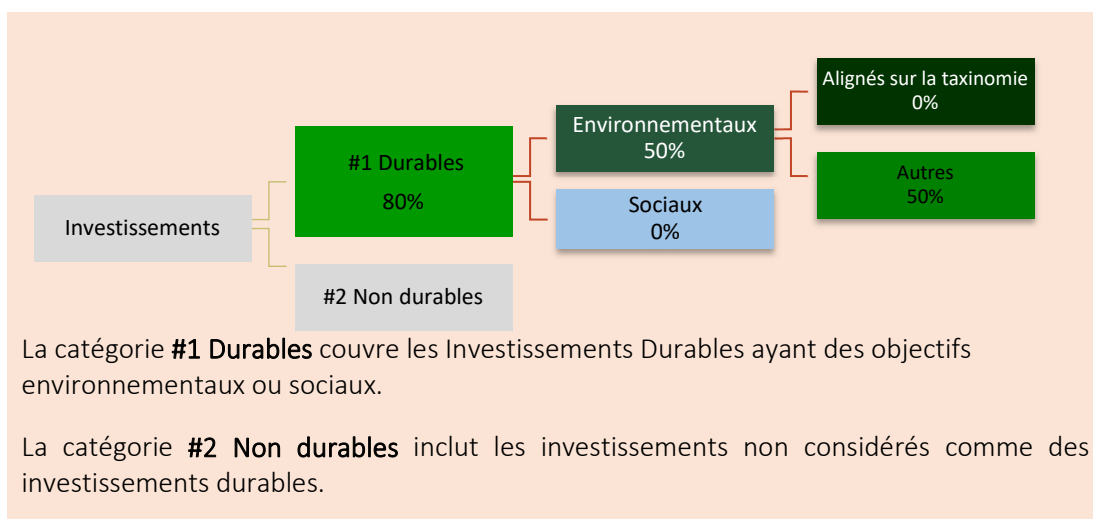 Investissements
#1 Durables
80%
#2 Non durables
Environnementaux
50%
Sociaux
0%
Alignés sur la taxinomie
0%
Autres
50%
La catégorie #1 Durables couvre les Investissements Durables ayant des objectifs
environnementaux ou sociaux.
La catégorie #2 Non durables inclut les investissements non considérés comme des
investissements durables.